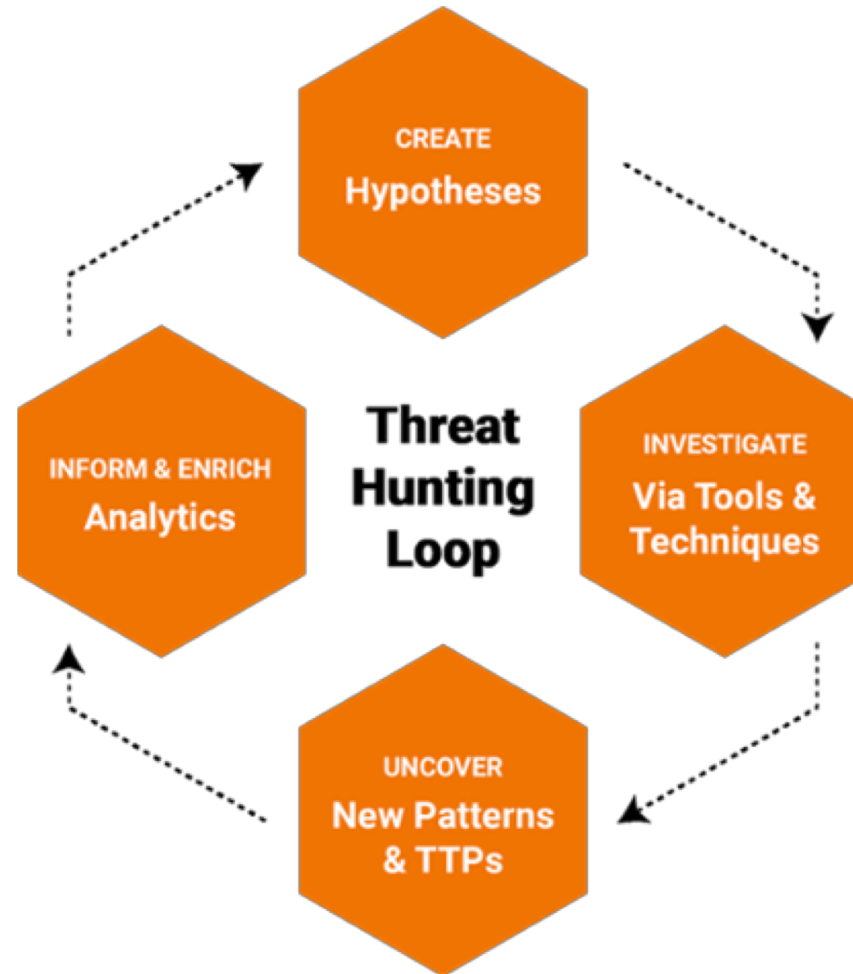 CREATE
Hypotheses
INVESTIGATE
Via Tools &
Techniques
UNCOVER
New Patterns
& TTPs
INFORM & ENRICH
Analytics
Threat
Hunting
Loop